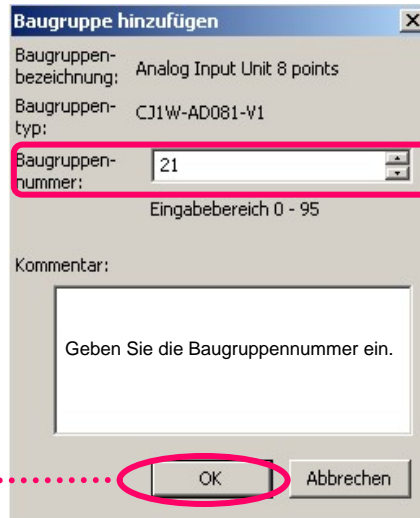 Baugruppe hinzufügen
Baugruppen-
bezeichnung: Analog Input Unit 8 points
Baugruppen-
typ: CJ1W-AD081-V1
Baugruppen-
nummer: 21
Eingabebereich 0 - 95
Kommentar:
Geben Sie die Baugruppennummer ein.
OK Abbrechen